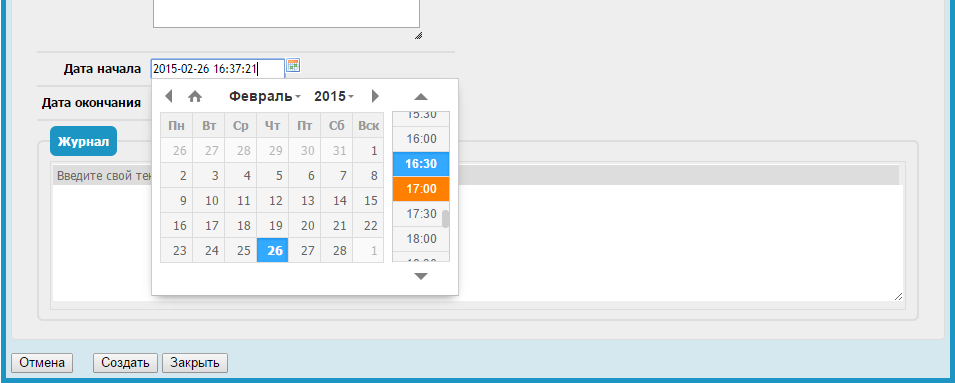 Дата начала 2015-02-26 16:37:21
Февраль 2015
Дата окончания
Пн Вт Ср Чт Пт Сб Вск
26 27 28 29 30 31 1
2 3 4 5 6 7 8
9 10 11 12 13 14 15
16 17 18 19 20 21 22
23 24 25 26 27 28 1
15:30
16:00
16:30
17:00
17:30
18:00
Журнал
Введите свой тек
Отмена Создать Закрыть